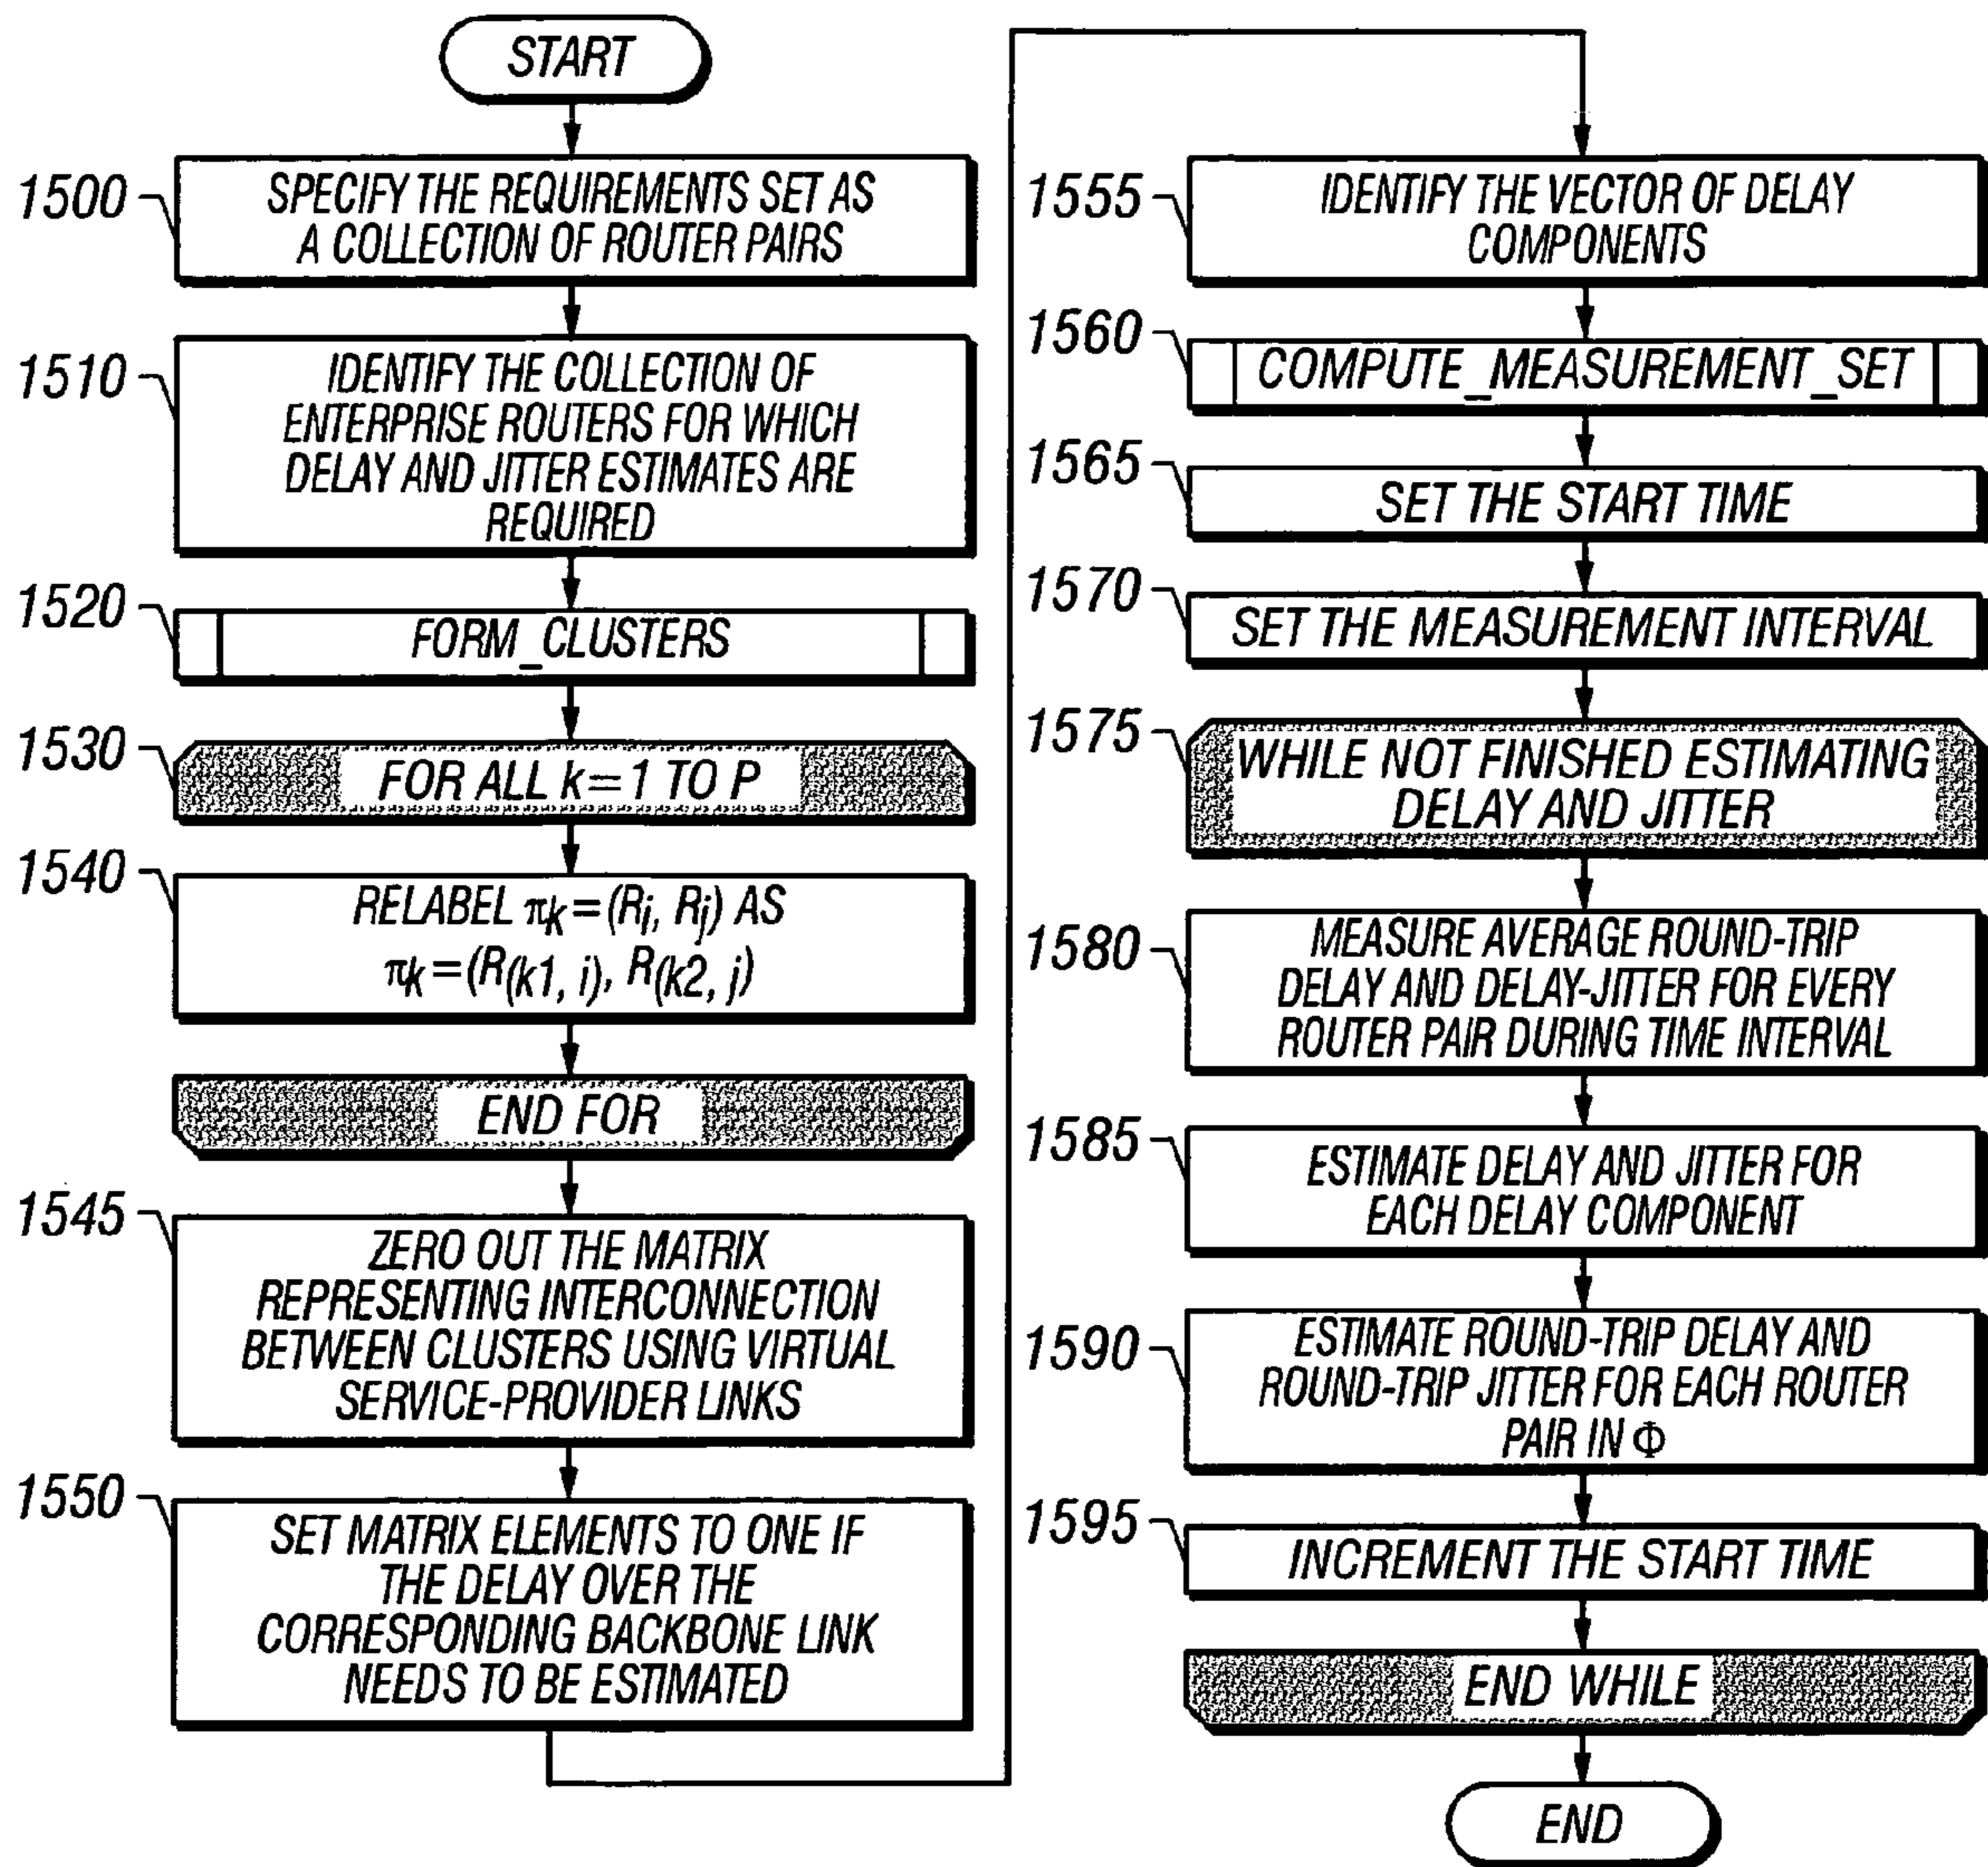 START
1500
SPECIFY THE REQUIREMENTS SET AS
A COLLECTION OF ROUTER PAIRS
1510
IDENTIFY THE COLLECTION OF
ENTERPRISE ROUTERS FOR WHICH
DELAY AND JITTER ESTIMATES ARE
REQUIRED
1520
FORM_CLUSTERS
1530
FOR ALL k=1 TO P
1540
RELABEL πk=(Ri, Rj) AS
πk=(R(k1, i), R(k2, j)
END FOR
1545
ZERO OUT THE MATRIX
REPRESENTING INTERCONNECTION
BETWEEN CLUSTERS USING VIRTUAL
SERVICE-PROVIDER LINKS
1550
SET MATRIX ELEMENTS TO ONE IF
THE DELAY OVER THE
CORRESPONDING BACKBONE LINK
NEEDS TO BE ESTIMATED
1555
IDENTIFY THE VECTOR OF DELAY
COMPONENTS
1560
COMPUTE_MEASUREMENT_SET
1565
SET THE START TIME
1570
SET THE MEASUREMENT INTERVAL
1575
WHILE NOT FINISHED ESTIMATING
DELAY AND JITTER
1580
MEASURE AVERAGE ROUND-TRIP
DELAY AND DELAY-JITTER FOR EVERY
ROUTER PAIR DURING TIME INTERVAL
1585
ESTIMATE DELAY AND JITTER FOR
EACH DELAY COMPONENT
1590
ESTIMATE ROUND-TRIP DELAY AND
ROUND-TRIP JITTER FOR EACH ROUTER
PAIR IN Φ
1595
INCREMENT THE START TIME
END WHILE
END